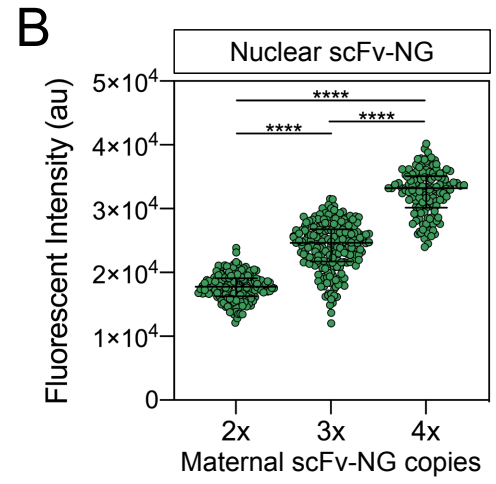 B
Nuclear scFv-NG
Fluorescent Intensity (au)
5×10⁴
4×10⁴
3×10⁴
2×10⁴
1×10⁴
0
****
****
****
2x
3x
4x
Maternal scFv-NG copies